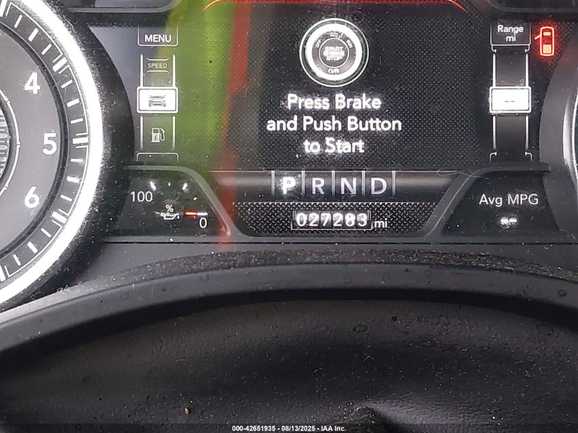 MENU
Range
mi
SPEED
START
Press Brake
and Push Button
to Start
4
5
6
P R N D
100
%
0
027283 mi
Avg MPG
000-42651935 - 08/13/2025 - IAA Inc.